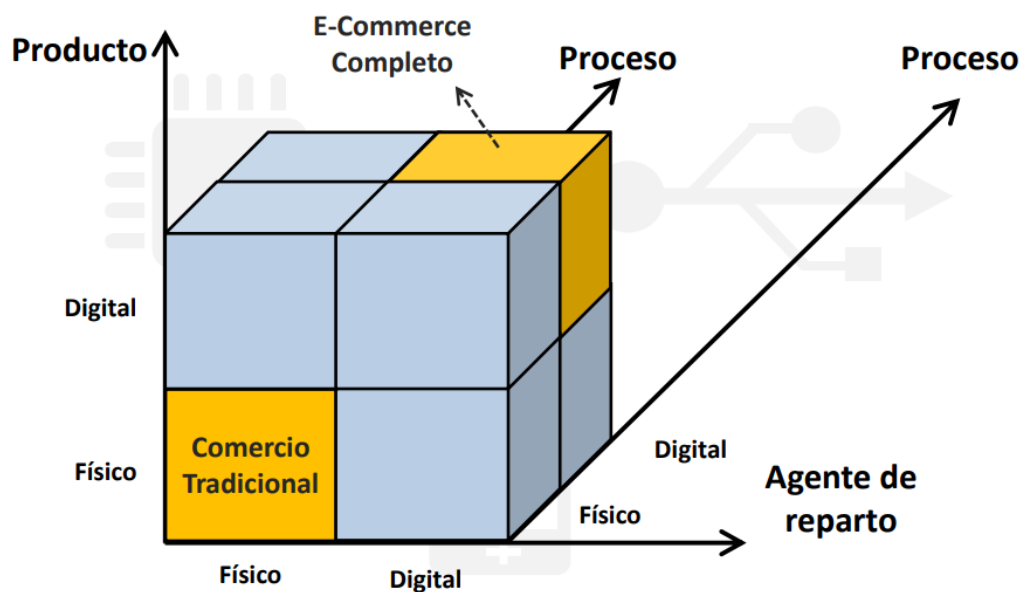 E-Commerce
Completo
Producto
Proceso
Proceso
Digital
Físico
Comercio
Tradicional
Digital
Físico
Agente de
reparto
Físico
Digital